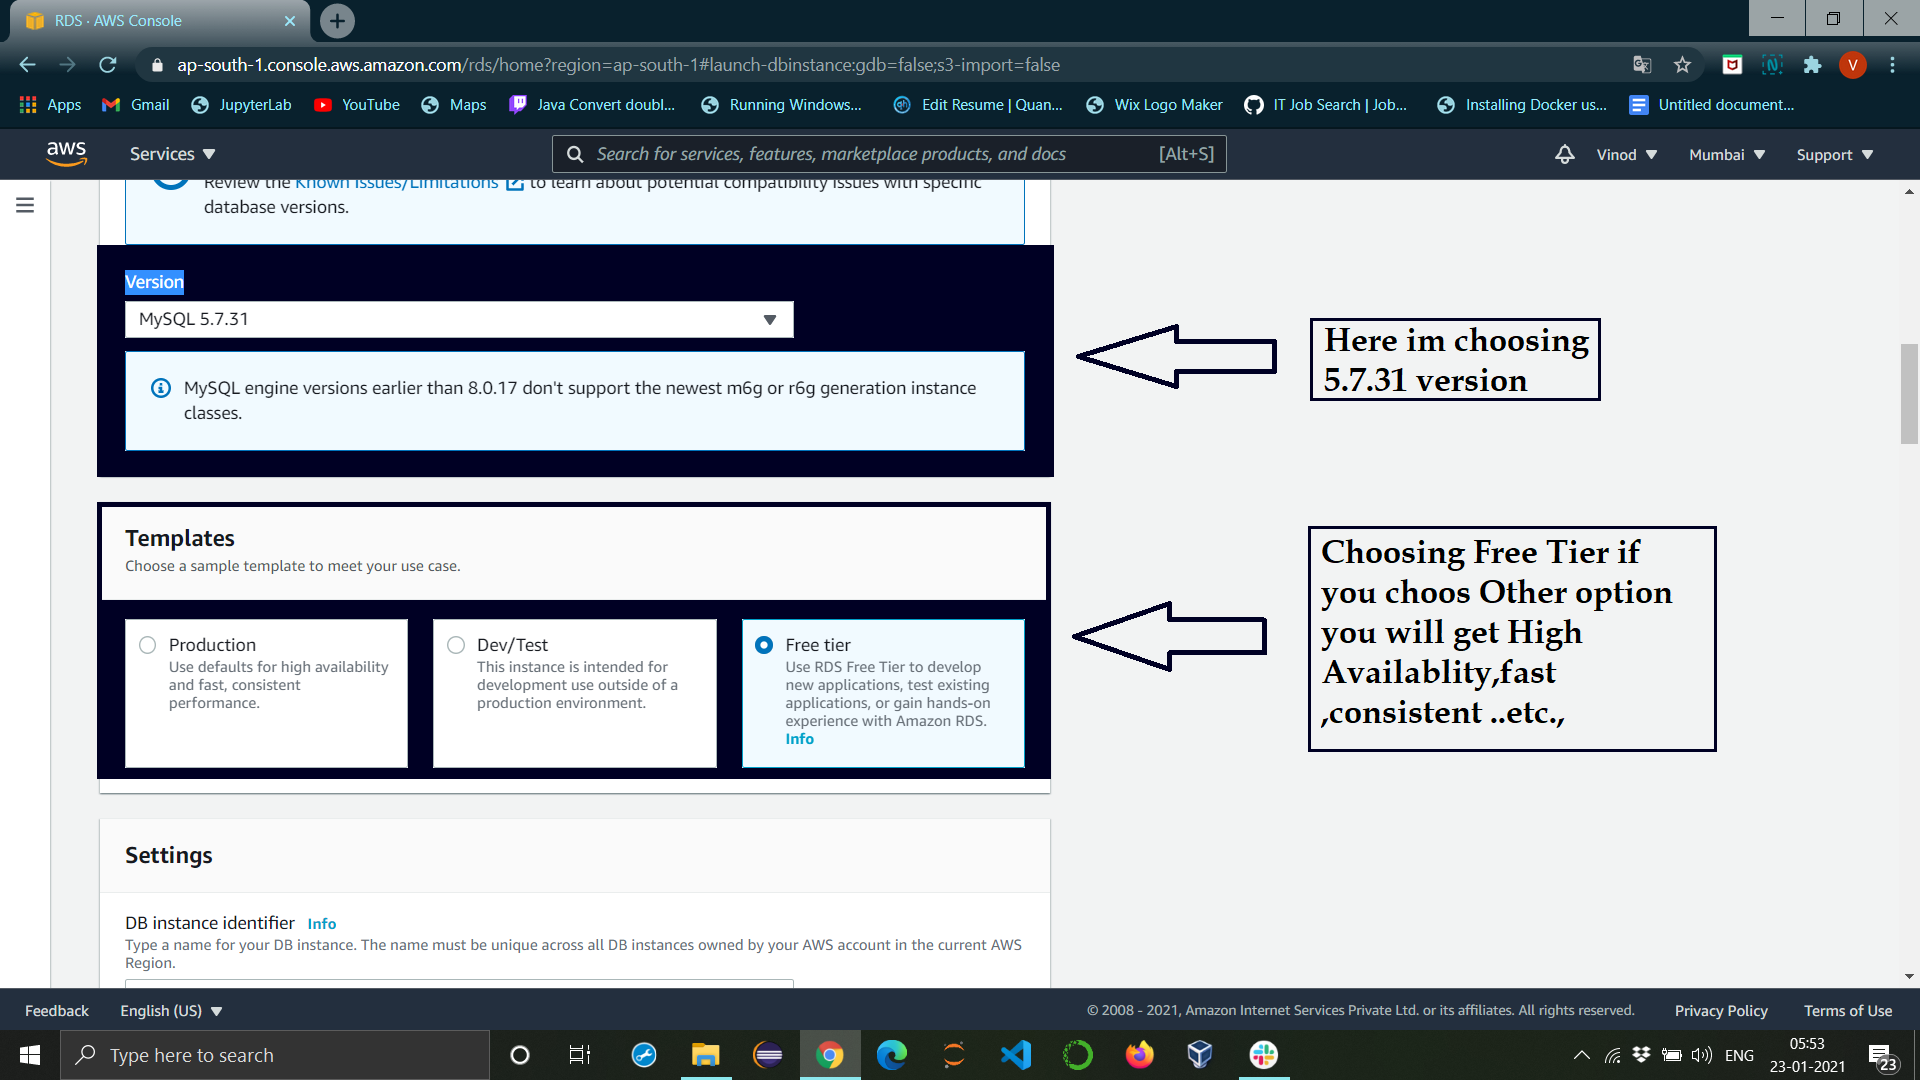 RDS · AWS Console
ap-south-1.console.aws.amazon.com/rds/home?region=ap-south-1#launch-dbinstance:gdb=false;s3-import=false
V
Apps
Gmail
JupyterLab
YouTube
Maps
Java Convert doubl...
Running Windows...
Edit Resume | Quan...
Wix Logo Maker
IT Job Search | Job...
Installing Docker us...
Untitled document...
aws
Services
Search for services, features, marketplace products, and docs
[Alt+S]
Vinod
Mumbai
Support
Review the Known Issues/Limitations to learn about potential compatibility issues with specific
database versions.
Version
MySQL 5.7.31
MySQL engine versions earlier than 8.0.17 don't support the newest m6g or r6g generation instance
classes.
Here im choosing
5.7.31 version
Templates
Choose a sample template to meet your use case.
Production
Use defaults for high availability
and fast, consistent
performance.
Dev/Test
This instance is intended for
development use outside of a
production environment.
Free tier
Use RDS Free Tier to develop
new applications, test existing
applications, or gain hands-on
experience with Amazon RDS.
Info
Choosing Free Tier if
you choos Other option
you will get High
Availablity,fast
,consistent ..etc.,
Settings
DB instance identifier Info
Type a name for your DB instance. The name must be unique across all DB instances owned by your AWS account in the current AWS
Region.
Feedback
English (US)
© 2008 - 2021, Amazon Internet Services Private Ltd. or its affiliates. All rights reserved.
Privacy Policy
Terms of Use
Type here to search
ENG
05:53
23-01-2021
23